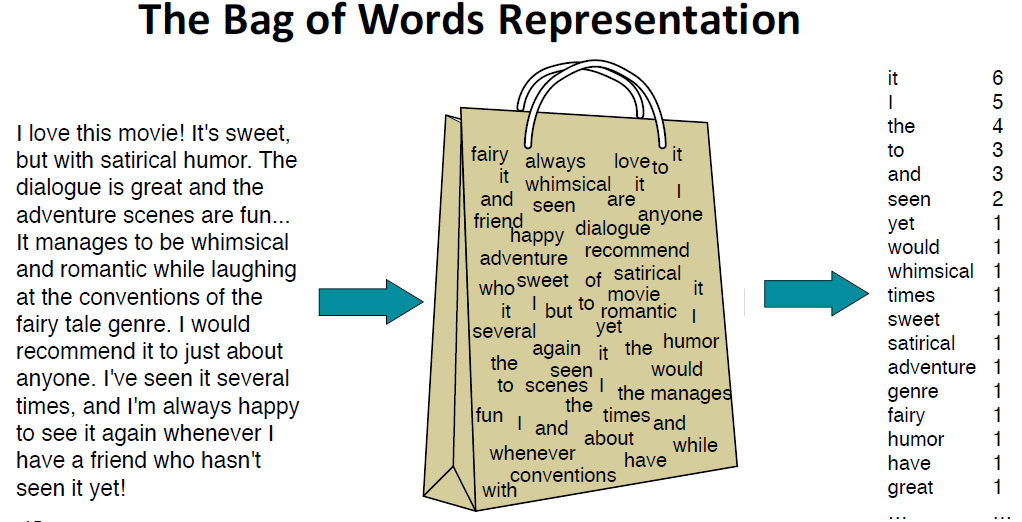 The Bag of Words Representation
I love this movie! It's sweet,
but with satirical humor. The
dialogue is great and the
adventure scenes are fun...
It manages to be whimsical
and romantic while laughing
at the conventions of the
fairy tale genre. I would
recommend it to just about
anyone. I've seen it several
times, and I'm always happy
to see it again whenever I
have a friend who hasn't
seen it yet!
fairy always love to it
it whimsical it I
and seen are anyone
friend happy dialogue
adventure recommend
who sweet of satirical
it I but to movie it
romantic I
several yet
again it the humor
the seen would
to scenes I the manages
fun the times and
I and about
whenever have while
conventions
with
it 6
I 5
the 4
to 3
and 3
seen 2
yet 1
would 1
whimsical 1
times 1
sweet 1
satirical 1
adventure 1
genre 1
fairy 1
humor 1
have 1
great 1
... ...